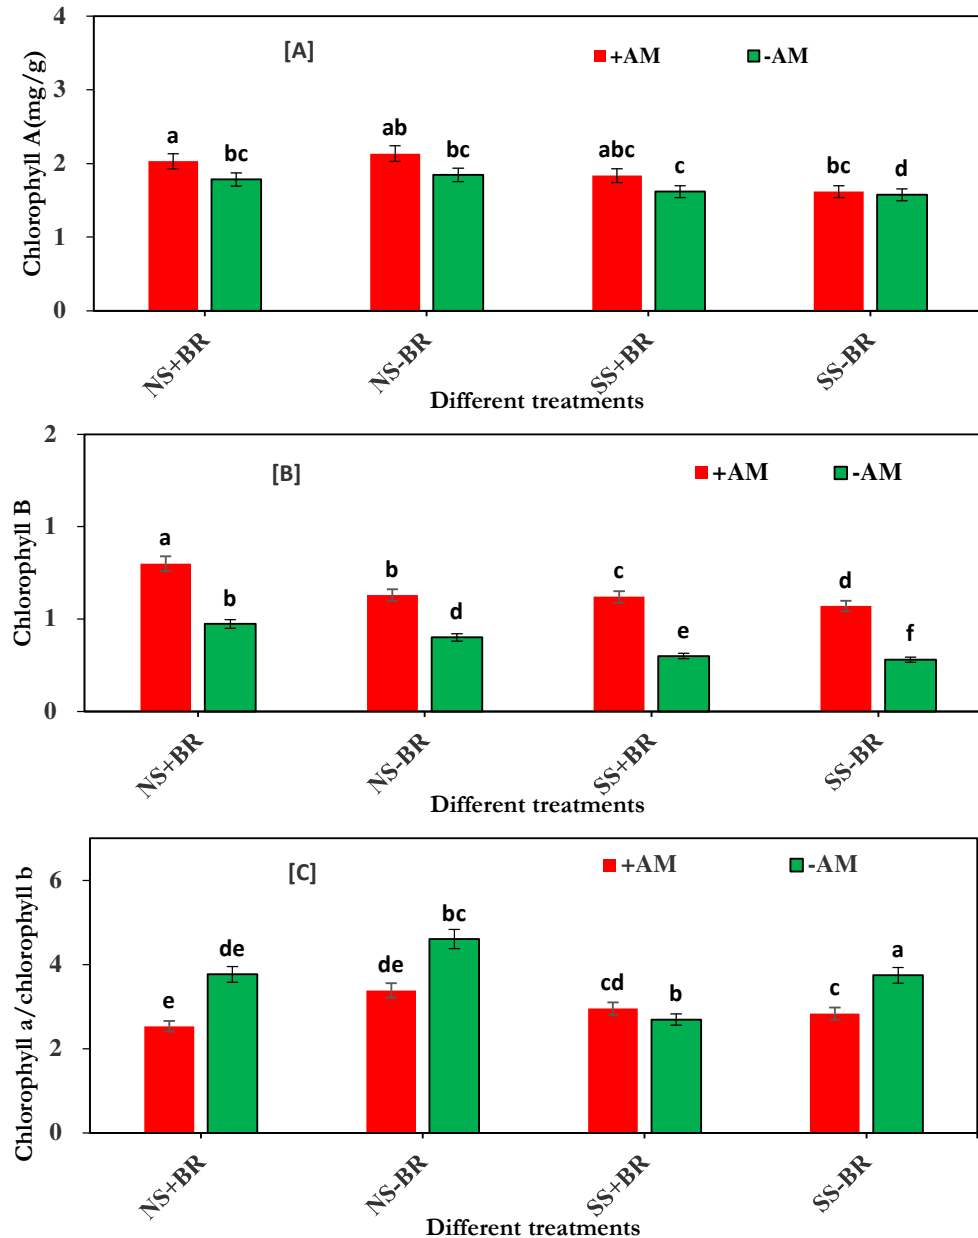 4
[A]
+AM
-AM
3
Chlorophyll A(mg/g)
a
bc
ab
bc
abc
c
bc
d
2
1
0
NS+BR
NS-BR
SS+BR
SS-BR
Different treatments
2
[B]
+AM
-AM
Chlorophyll B
1
a
b
b
d
c
e
d
f
1
0
NS+BR
NS-BR
SS+BR
SS-BR
Different treatments
[C]
+AM
-AM
Chlorophyll a/chlorophyll b
6
e
de
de
bc
cd
b
c
a
4
2
0
NS+BR
NS-BR
SS+BR
SS-BR
Different treatments